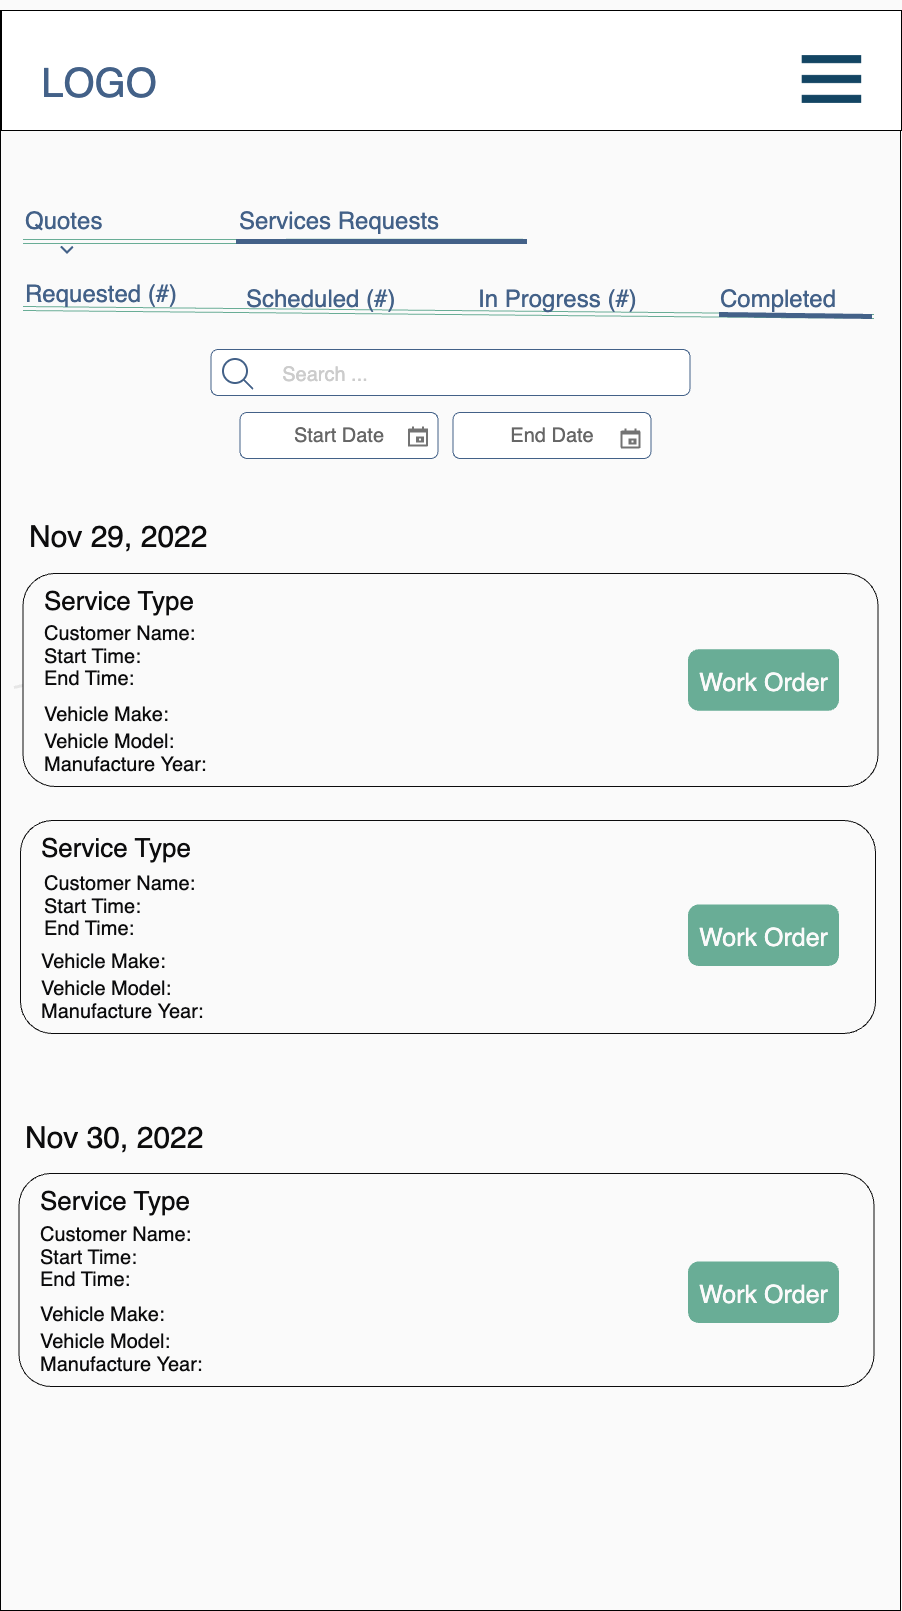 LOGO
Quotes Services Requests
Requested (#) Scheduled (#) In Progress (#) Completed
Search ...
Start Date End Date
Nov 29, 2022
Service Type
Customer Name:
Start Time:
End Time:
Work Order
Vehicle Make:
Vehicle Model:
Manufacture Year:
Service Type
Customer Name:
Start Time:
End Time:
Work Order
Vehicle Make:
Vehicle Model:
Manufacture Year:
Nov 30, 2022
Service Type
Customer Name:
Start Time:
End Time:
Work Order
Vehicle Make:
Vehicle Model:
Manufacture Year: